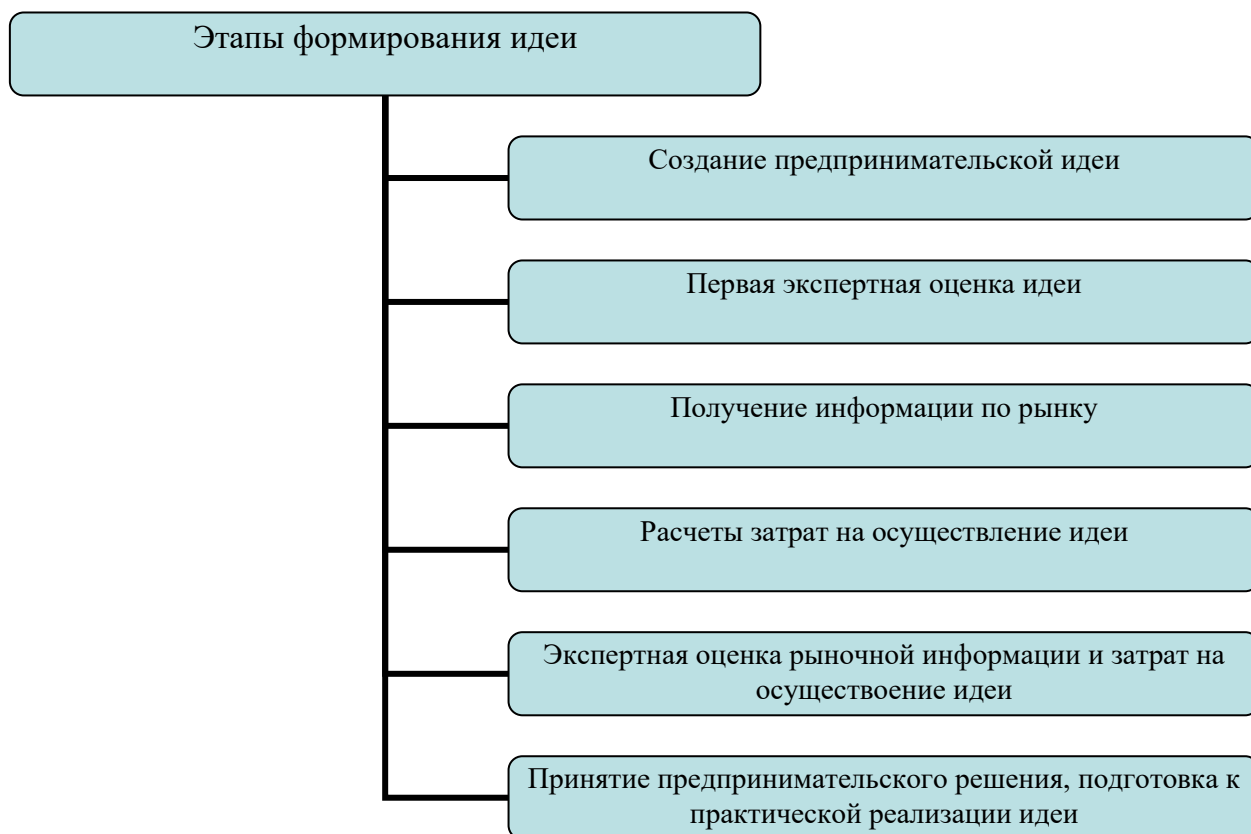 Этапы формирования идеи
Создание предпринимательской идеи
Первая экспертная оценка идеи
Получение информации по рынку
Расчеты затрат на осуществление идеи
Экспертная оценка рыночной информации и затрат на
осуществоение идеи
Принятие предпринимательского решения, подготовка к
практической реализации идеи